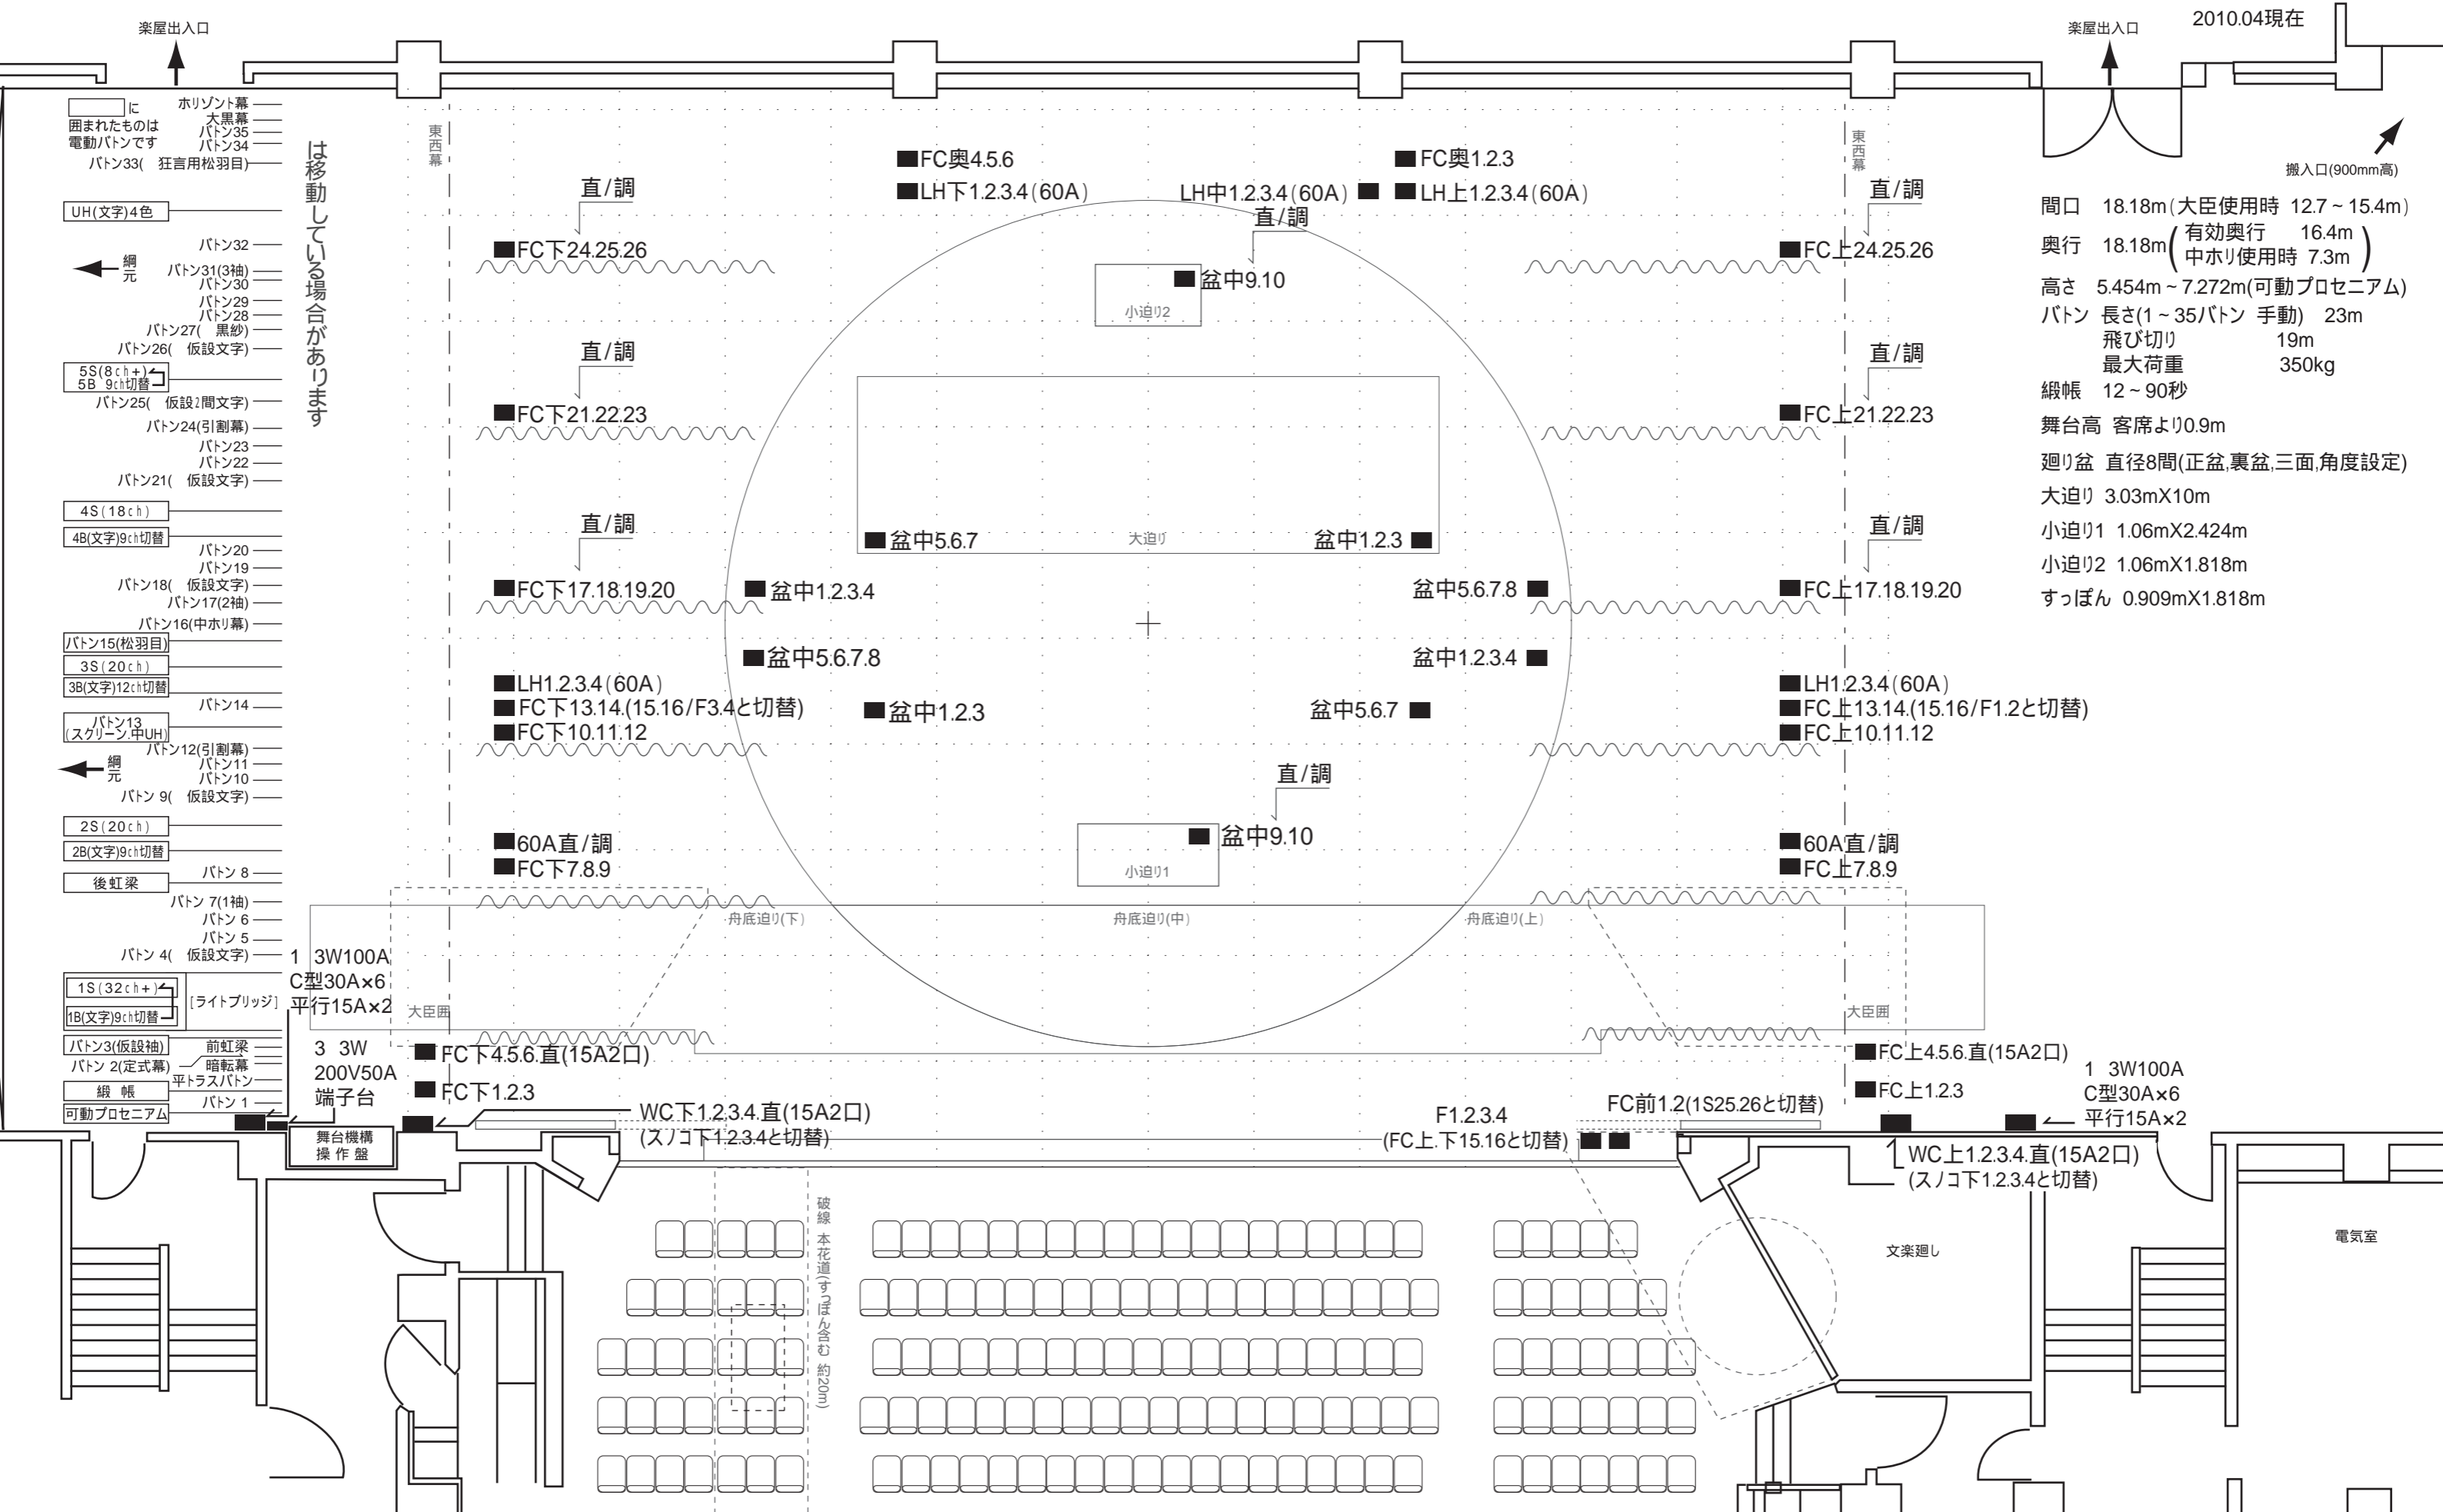 2010.04現在
楽屋出入口
楽屋出入口
搬入口(900mm高)
に
囲まれたものは
電動バトンです
ホリゾント幕
大黒幕
バトン35
バトン34
バトン33( 狂言用松羽目)
UH(文字)4色
バトン32
綱元
バトン31(3袖)
バトン30
バトン29
バトン28
バトン27( 黒紗)
バトン26( 仮設文字)
5S(8ch+)
5B 9ch切替
バトン25( 仮設2間文字)
バトン24(引割幕)
バトン23
バトン22
バトン21( 仮設文字)
4S(18ch)
4B(文字)9ch切替
バトン20
バトン19
バトン18( 仮設文字)
バトン17(2袖)
バトン16(中ホリ幕)
バトン15(松羽目)
3S(20ch)
3B(文字)12ch切替
バトン14
バトン13
(スクリーン.中UH)
バトン12(引割幕)
綱元
バトン11
バトン10
バトン 9( 仮設文字)
2S(20ch)
2B(文字)9ch切替
バトン 8
後虹梁
バトン 7(1袖)
バトン 6
バトン 5
バトン 4( 仮設文字)
1S(32ch+)
[ライトブリッジ]
1B(文字)9ch切替
バトン3(仮設袖)
前虹梁
バトン 2(定式幕)
暗転幕
平トラスバトン
緞 帳
バトン 1
可動プロセニアム
は移動している場合があります
東西幕
東西幕
FC奥4.5.6
FC奥1.2.3
LH下1.2.3.4(60A)
LH中1.2.3.4(60A)
LH上1.2.3.4(60A)
直/調
直/調
直/調
FC下24.25.26
FC上24.25.26
盆中9.10
小迫り2
直/調
直/調
FC下21.22.23
FC上21.22.23
直/調
直/調
盆中5.6.7
大迫り
盆中1.2.3
FC下17.18.19.20
盆中1.2.3.4
盆中5.6.7.8
FC上17.18.19.20
盆中5.6.7.8
盆中1.2.3.4
LH1.2.3.4(60A)
FC下13.14.(15.16/F3.4と切替)
FC下10.11.12
盆中1.2.3
盆中5.6.7
LH1.2.3.4(60A)
FC上13.14.(15.16/F1.2と切替)
FC上10.11.12
直/調
盆中9.10
小迫り1
60A直/調
FC下7.8.9
60A直/調
FC上7.8.9
舟底迫り(下)
舟底迫り(中)
舟底迫り(上)
大臣囲
大臣囲
1 3W100A
C型30A×6
平行15A×2
3 3W
200V50A
端子台
FC下4.5.6.直(15A2口)
FC下1.2.3
FC上4.5.6.直(15A2口)
FC上1.2.3
1 3W100A
C型30A×6
平行15A×2
舞台機構
操 作 盤
WC下1.2.3.4.直(15A2口)
(スノコ下1.2.3.4と切替)
F1.2.3.4
(FC上.下15.16と切替)
FC前1.2(1S25.26と切替)
WC上1.2.3.4.直(15A2口)
(スノコ下1.2.3.4と切替)
破線 本花道(すっぽん含む 約20m)
文楽廻し
電気室
間口 18.18m(大臣使用時 12.7~15.4m)
奥行 18.18m(有効奥行 16.4m
中ホリ使用時 7.3m)
高さ 5.454m~7.272m(可動プロセニアム)
バトン 長さ(1~35バトン 手動) 23m
飛び切り 19m
最大荷重 350kg
緞帳 12~90秒
舞台高 客席より0.9m
廻り盆 直径8間(正盆,裏盆,三面,角度設定)
大迫り 3.03mX10m
小迫り1 1.06mX2.424m
小迫り2 1.06mX1.818m
すっぽん 0.909mX1.818m